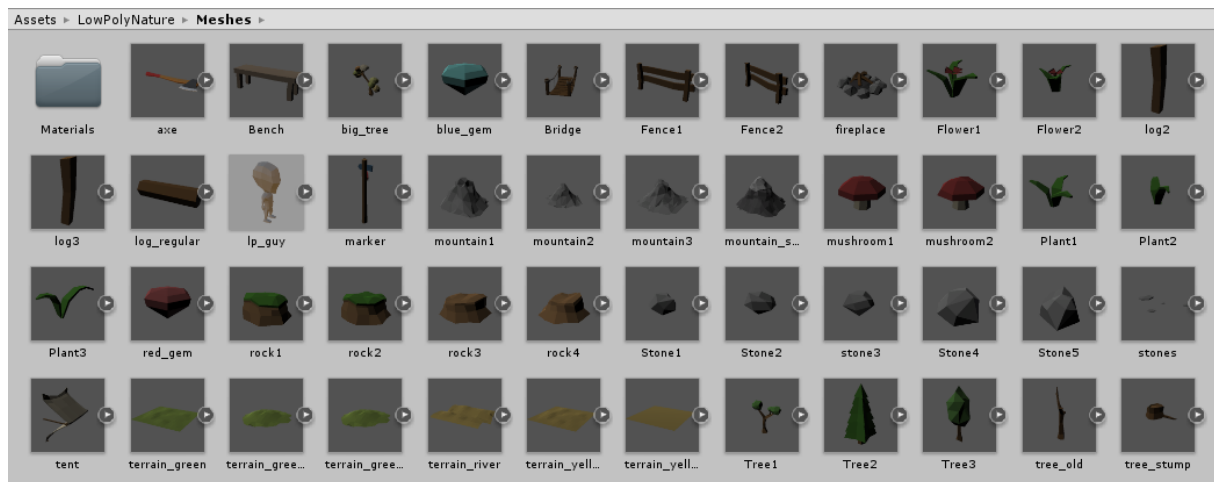 Assets ▸ LowPolyNature ▸ Meshes ▸
Materials axe Bench big_tree blue_gem Bridge Fence1 Fence2 fireplace Flower1 Flower2 log2
log3 log_regular lp_guy marker mountain1 mountain2 mountain3 mountain_s... mushroom1 mushroom2 Plant1 Plant2
Plant3 red_gem rock1 rock2 rock3 rock4 Stone1 Stone2 stone3 Stone4 Stone5 stones
tent terrain_green terrain_gree... terrain_gree... terrain_river terrain_yell... terrain_yell... Tree1 Tree2 Tree3 tree_old tree_stump